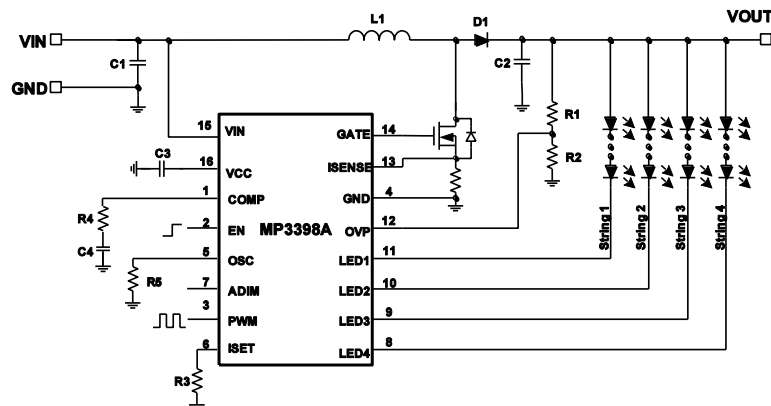 VOUT
L1
D1
VIN
C1
C2
GND
R1
R2
15
VIN
GATE
14
C3
16
VCC
ISENSE
13
1
COMP
GND
4
R4
2
EN
MP3398A
OVP
12
C4
5
OSC
LED1
11
R5
7
ADIM
LED2
10
3
PWM
LED3
9
6
ISET
LED4
8
R3
String 1
String 2
String 3
String 4